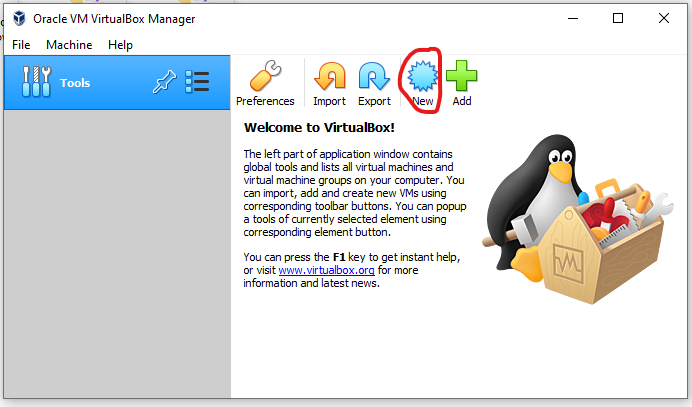 Oracle VM VirtualBox Manager
File Machine Help
Tools
Preferences Import Export New Add
Welcome to VirtualBox!
The left part of application window contains
global tools and lists all virtual machines and
virtual machine groups on your computer. You
can import, add and create new VMs using
corresponding toolbar buttons. You can popup
a tools of currently selected element using
corresponding element button.
You can press the F1 key to get instant help,
or visit www.virtualbox.org for more
information and latest news.